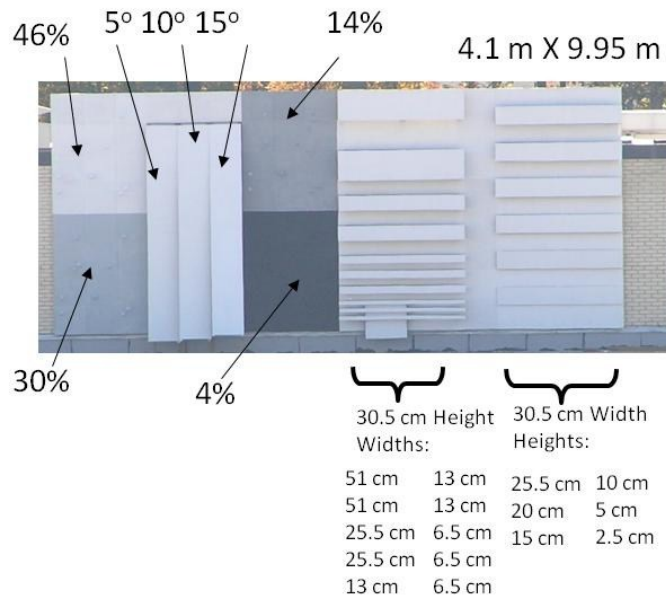 46%
5° 10° 15°
14%
4.1 m X 9.95 m
30%
4%
30.5 cm Height
Widths:
51 cm 13 cm
51 cm 13 cm
25.5 cm 6.5 cm
25.5 cm 6.5 cm
13 cm 6.5 cm
30.5 cm Width
Heights:
25.5 cm 10 cm
20 cm 5 cm
15 cm 2.5 cm